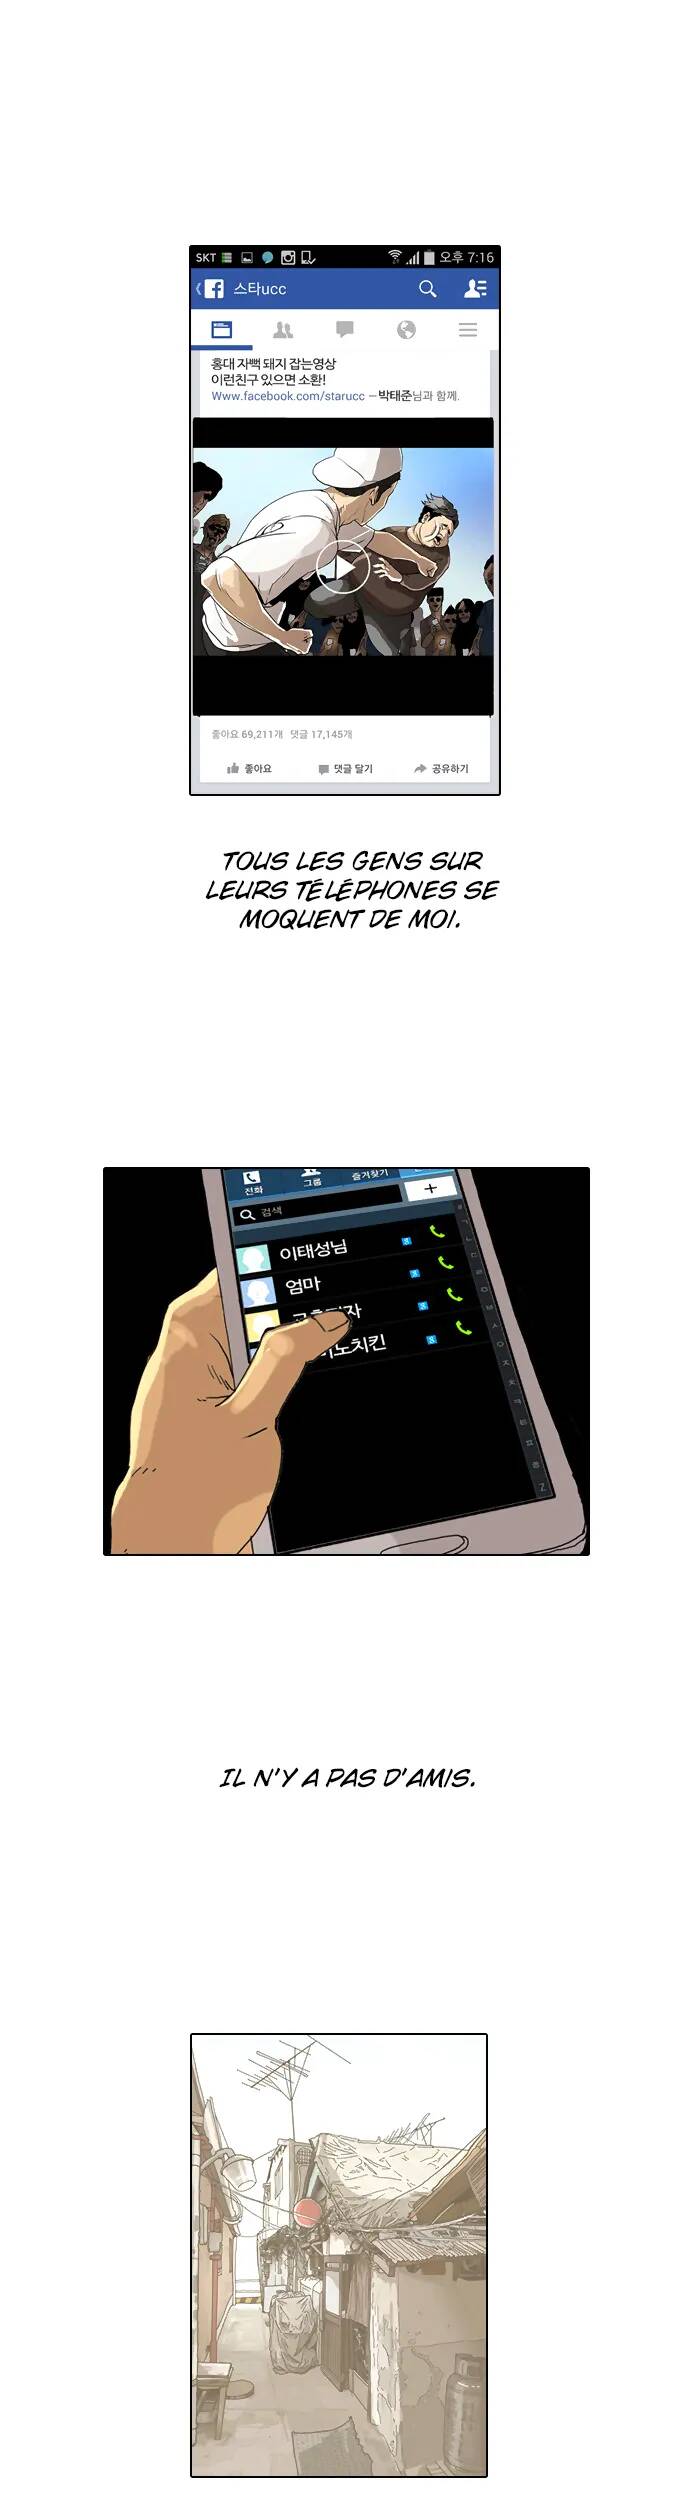 SKT 오후 7:16
스타ucc
홍대 자뻑 돼지 잡는영상
이런친구 있으면 소환!
Www.facebook.com/starucc —박태준님과 함께.
좋아요 69,211개 댓글 17,145개
좋아요 댓글 달기 공유하기
TOUS LES GENS SUR
LEURS TÉLÉPHONES SE
MOQUENT DE MOI.
전화 그룹 즐겨찾기
검색
이태성님
엄마
노치킨
IL N'Y A PAS D'AMIS.